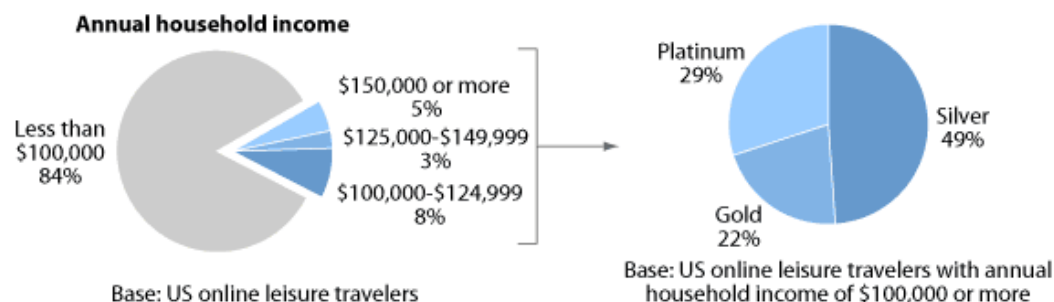 Annual household income
Less than
$100,000
84%
$150,000 or more
5%
$125,000-$149,999
3%
$100,000-$124,999
8%
Base: US online leisure travelers
Platinum
29%
Silver
49%
Gold
22%
Base: US online leisure travelers with annual
household income of $100,000 or more